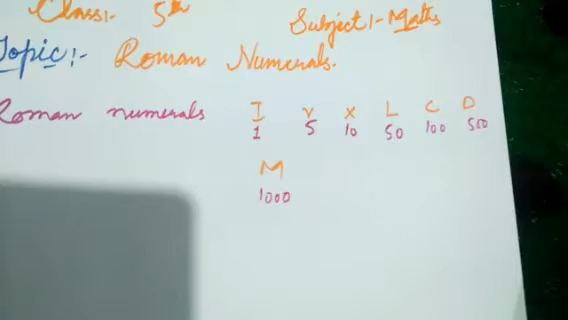 Class:- 5th Subject:- Maths
Topic:- Roman Numerals.
Roman numerals I V X L C D
1 5 10 50 100 500
M
1000